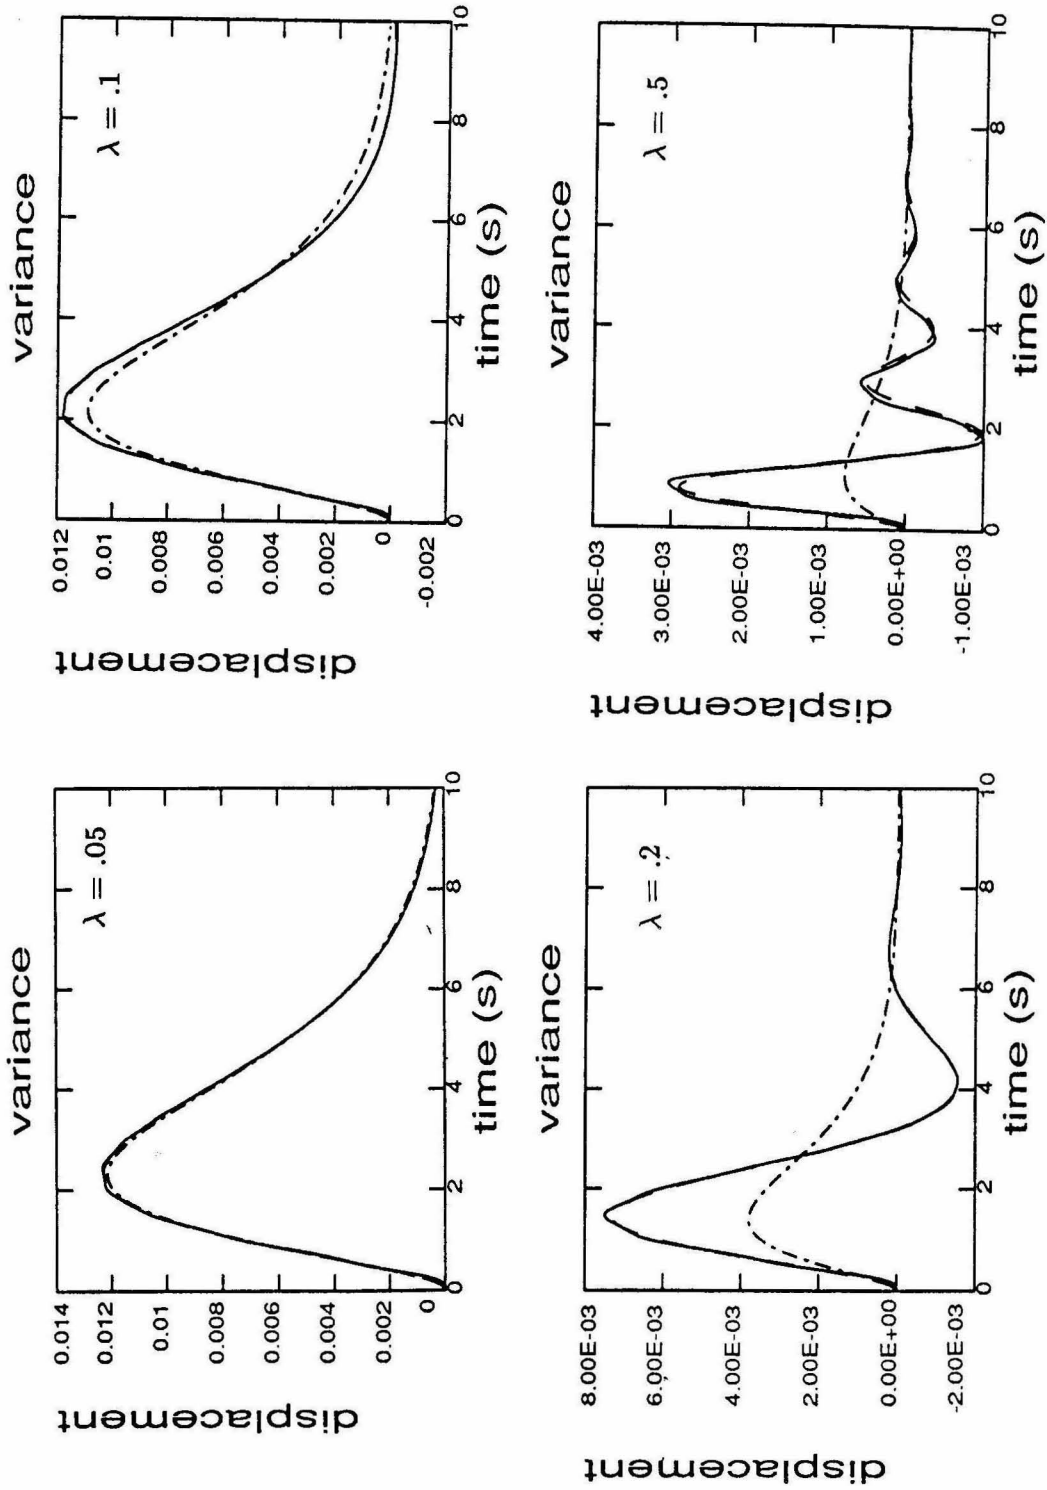 variance
λ = .05
displacement
0.014
0.012
0.01
0.008
0.006
0.004
0.002
0
0 2 4 6 8 10
time (s)
variance
λ = .1
displacement
0.012
0.01
0.008
0.006
0.004
0.002
0
-0.002
0 2 4 6 8 10
time (s)
variance
λ = .2
displacement
8.00E-03
6.00E-03
4.00E-03
2.00E-03
0.00E+00
-2.00E-03
0 2 4 6 8 10
time (s)
variance
λ = .5
displacement
4.00E-03
3.00E-03
2.00E-03
1.00E-03
0.00E+00
-1.00E-03
0 2 4 6 8 10
time (s)